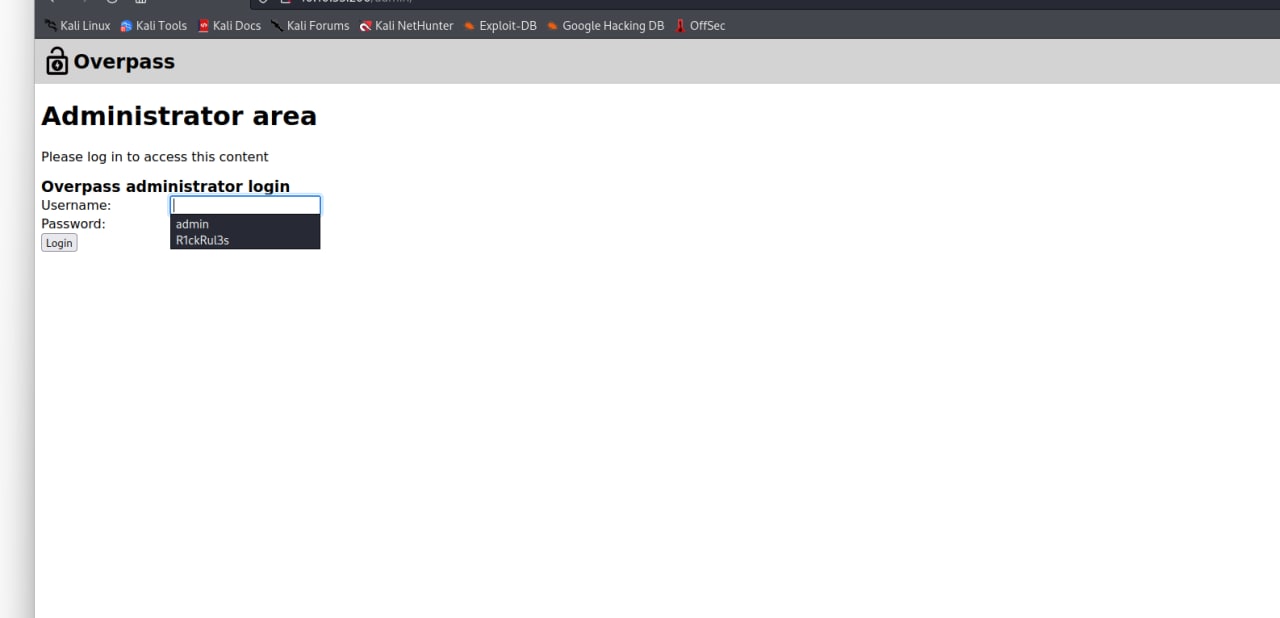 Kali Linux Kali Tools Kali Docs Kali Forums Kali NetHunter Exploit-DB Google Hacking DB OffSec
Overpass
Administrator area
Please log in to access this content
Overpass administrator login
Username:
admin
Password:
R1ckRul3s
Login